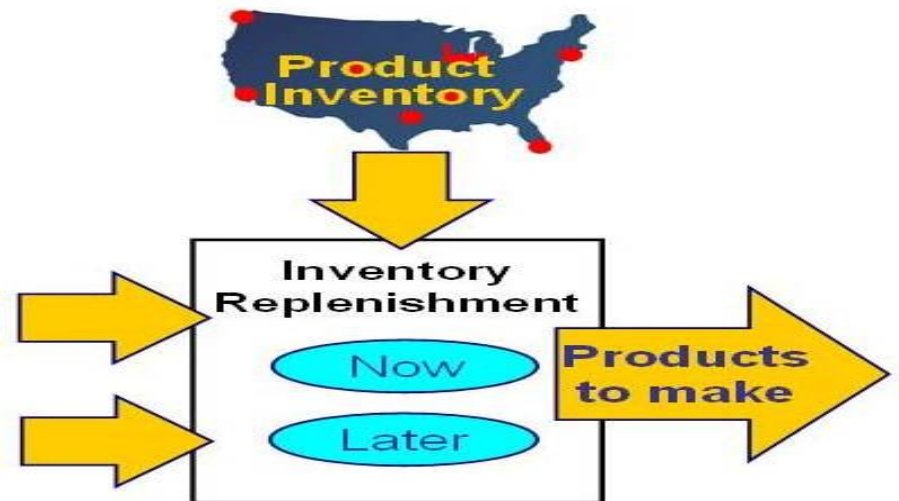 Product
Inventory
Inventory
Replenishment
Now
Later
Products
to make